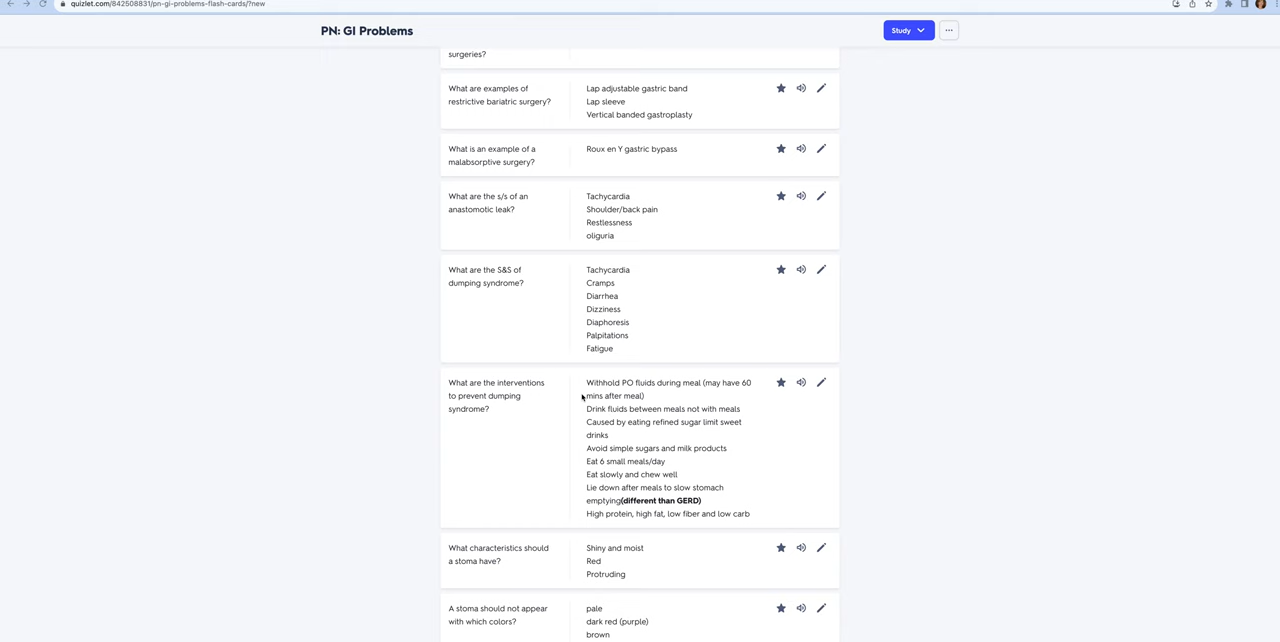 quizlet.com/842508831/pn-gi-problems-flash-cards/?new
PN: GI Problems
Study
surgeries?
What are examples of
restrictive bariatric surgery?
Lap adjustable gastric band
Lap sleeve
Vertical banded gastroplasty
What is an example of a
malabsorptive surgery?
Roux en Y gastric bypass
What are the s/s of an
anastomotic leak?
Tachycardia
Shoulder/back pain
Restlessness
oliguria
What are the S&S of
dumping syndrome?
Tachycardia
Cramps
Diarrhea
Dizziness
Diaphoresis
Palpitations
Fatigue
What are the interventions
to prevent dumping
syndrome?
Withhold PO fluids during meal (may have 60
mins after meal)
Drink fluids between meals not with meals
Caused by eating refined sugar limit sweet
drinks
Avoid simple sugars and milk products
Eat 6 small meals/day
Eat slowly and chew well
Lie down after meals to slow stomach
emptying(different than GERD)
High protein, high fat, low fiber and low carb
What characteristics should
a stoma have?
Shiny and moist
Red
Protruding
A stoma should not appear
with which colors?
pale
dark red (purple)
brown